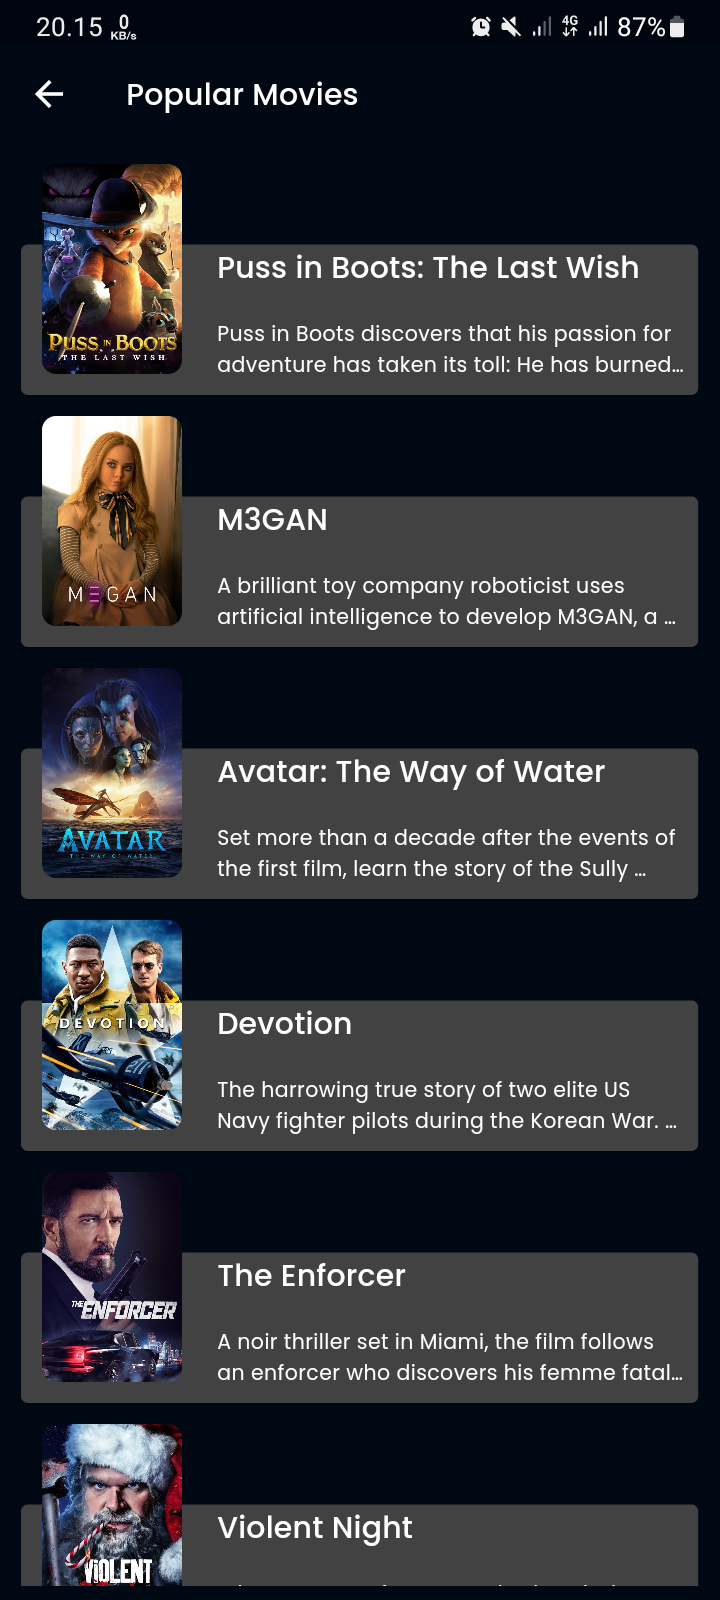 20.15 0 KB/s 4G 87%
Popular Movies
PUSS IN BOOTS
THE LAST WISH
Puss in Boots: The Last Wish
Puss in Boots discovers that his passion for
adventure has taken its toll: He has burned…
M3GAN
M3GAN
A brilliant toy company roboticist uses
artificial intelligence to develop M3GAN, a …
AVATAR
THE WAY OF WATER
Avatar: The Way of Water
Set more than a decade after the events of
the first film, learn the story of the Sully …
DEVOTION
Devotion
The harrowing true story of two elite US
Navy fighter pilots during the Korean War. …
THE ENFORCER
The Enforcer
A noir thriller set in Miami, the film follows
an enforcer who discovers his femme fatal…
VIOLENT
Violent Night